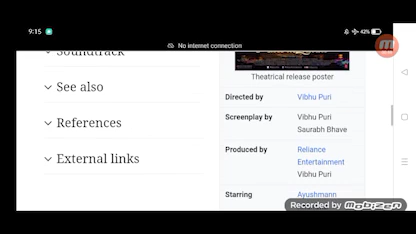 9:15
42%
No internet connection
Soundtrack
See also
References
External links
Theatrical release poster
Directed by Vibhu Puri
Screenplay by Vibhu Puri
Saurabh Bhave
Produced by Reliance
Entertainment
Vibhu Puri
Starring Ayushmann
Recorded by
MOBIZEN